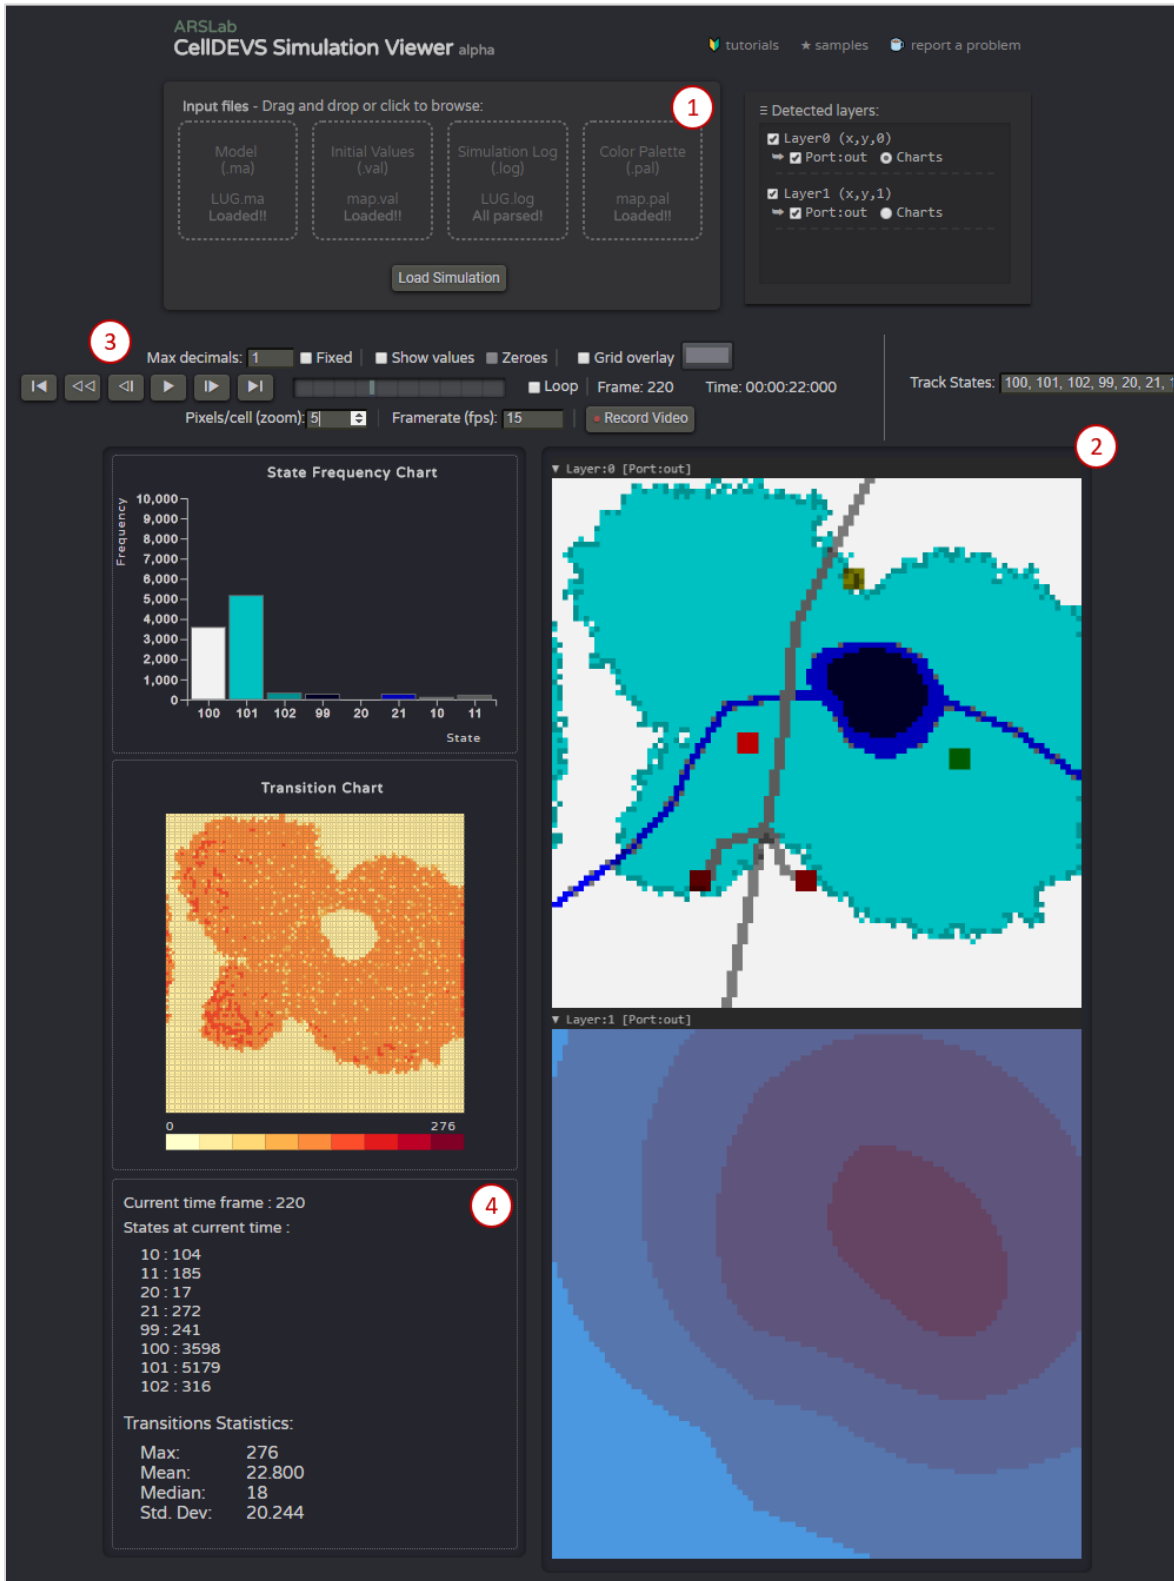 ARSLab
CellDEVS Simulation Viewer alpha
tutorials ★ samples report a problem
Input files - Drag and drop or click to browse:
1
Model (.ma) LUG.ma Loaded!!
Initial Values (.val) map.val Loaded!!
Simulation Log (.log) LUG.log All parsed!
Color Palette (.pal) map.pal Loaded!!
Load Simulation
Detected layers:
Layer0 (x,y,0)
Port:out Charts
Layer1 (x,y,1)
Port:out Charts
3
Max decimals: 1 Fixed Show values Zeroes Grid overlay
Loop Frame: 220 Time: 00:00:22:000
Pixels/cell (zoom): 5 Framerate (fps): 15 Record Video
Track States: 100, 101, 102, 99, 20, 21, 1
State Frequency Chart
Frequency
10,000
9,000
8,000
7,000
6,000
5,000
4,000
3,000
2,000
1,000
0
100 101 102 99 20 21 10 11
State
Transition Chart
0 276
4
Current time frame : 220
States at current time :
10 : 104
11 : 185
20 : 17
21 : 272
99 : 241
100 : 3598
101 : 5179
102 : 316
Transitions Statistics:
Max: 276
Mean: 22.800
Median: 18
Std. Dev: 20.244
2
▼ Layer:0 [Port:out]
▼ Layer:1 [Port:out]